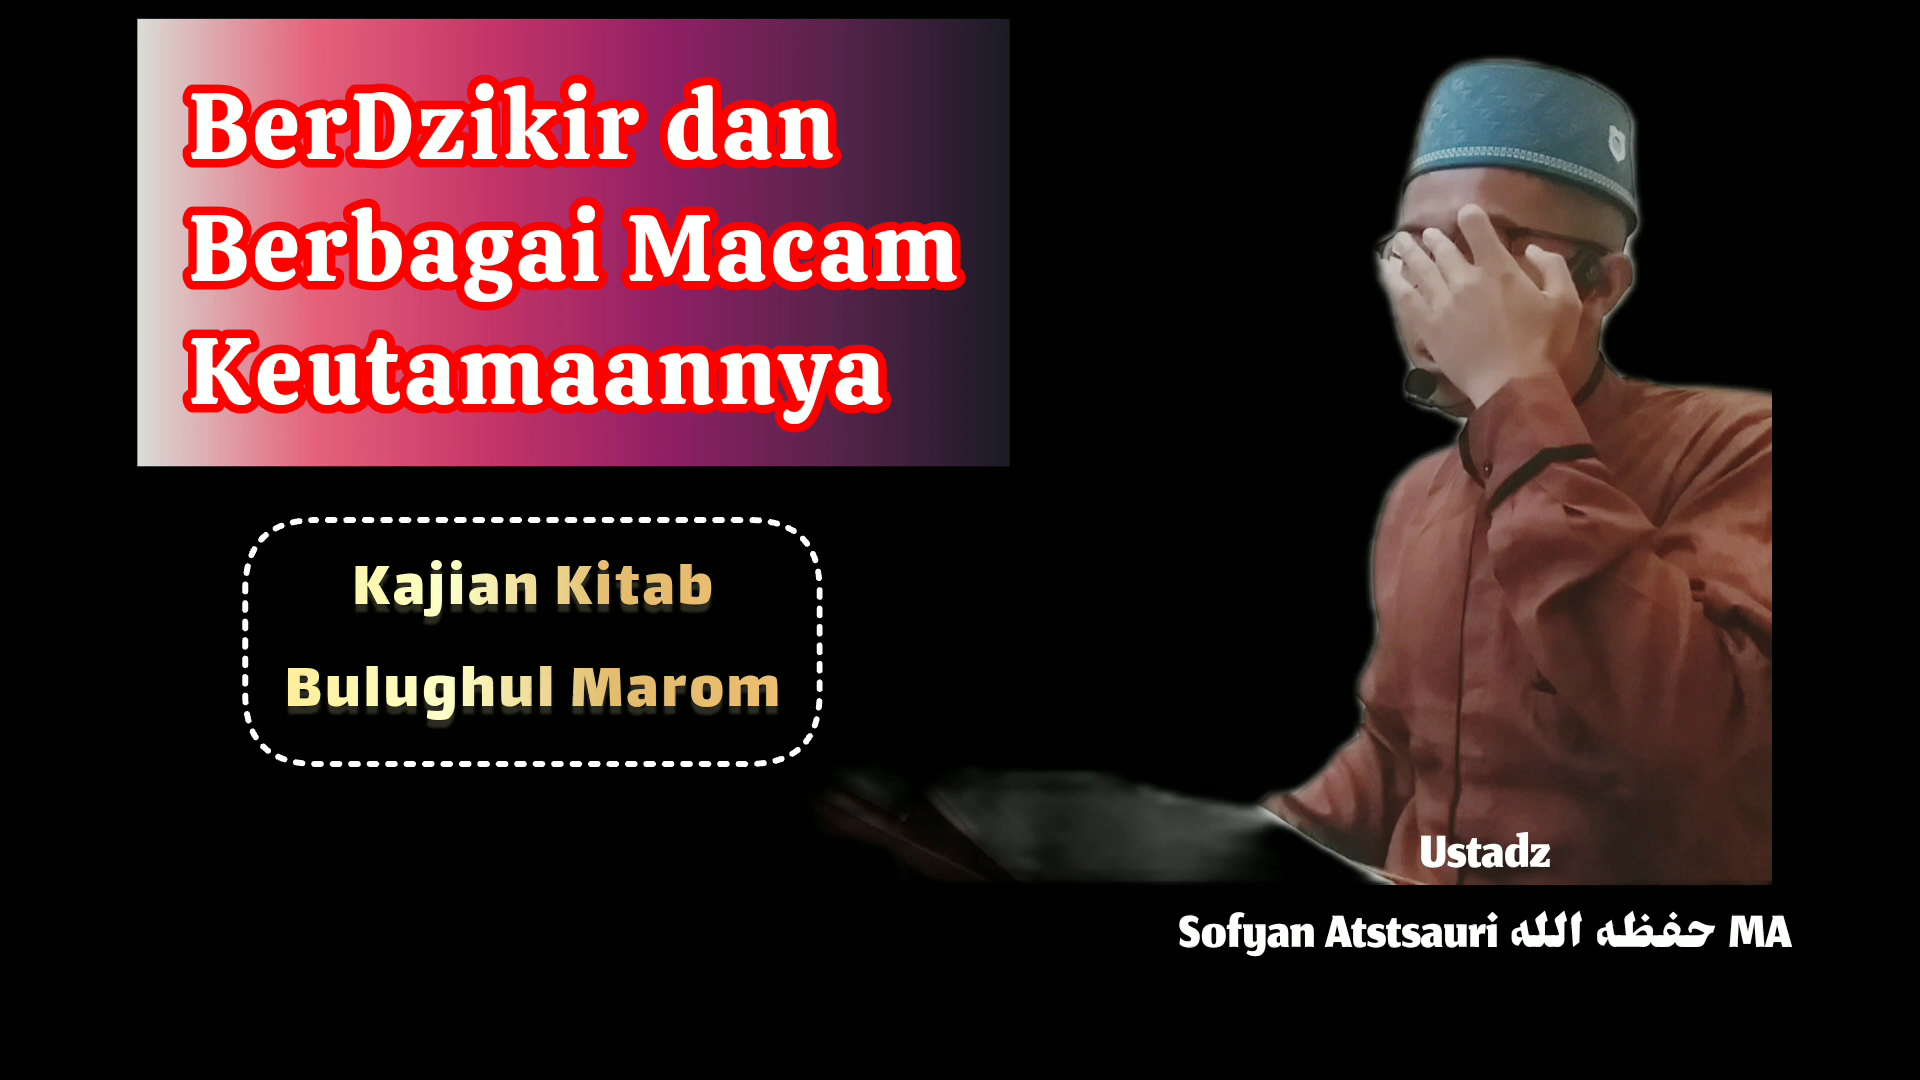 BerDzikir dan
Berbagai Macam
Keutamaannya
Kajian Kitab
Bulughul Marom
Ustadz
Sofyan Atstsauri حفظه الله MA